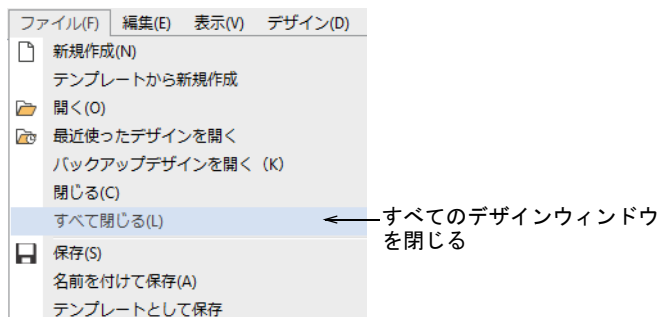 ファイル(F) 編集(E) 表示(V) デザイン(D)
新規作成(N)
テンプレートから新規作成
開く(O)
最近使ったデザインを開く
バックアップデザインを開く（K）
閉じる(C)
すべて閉じる(L)
すべてのデザインウィンドウ
を閉じる
保存(S)
名前を付けて保存(A)
テンプレートとして保存